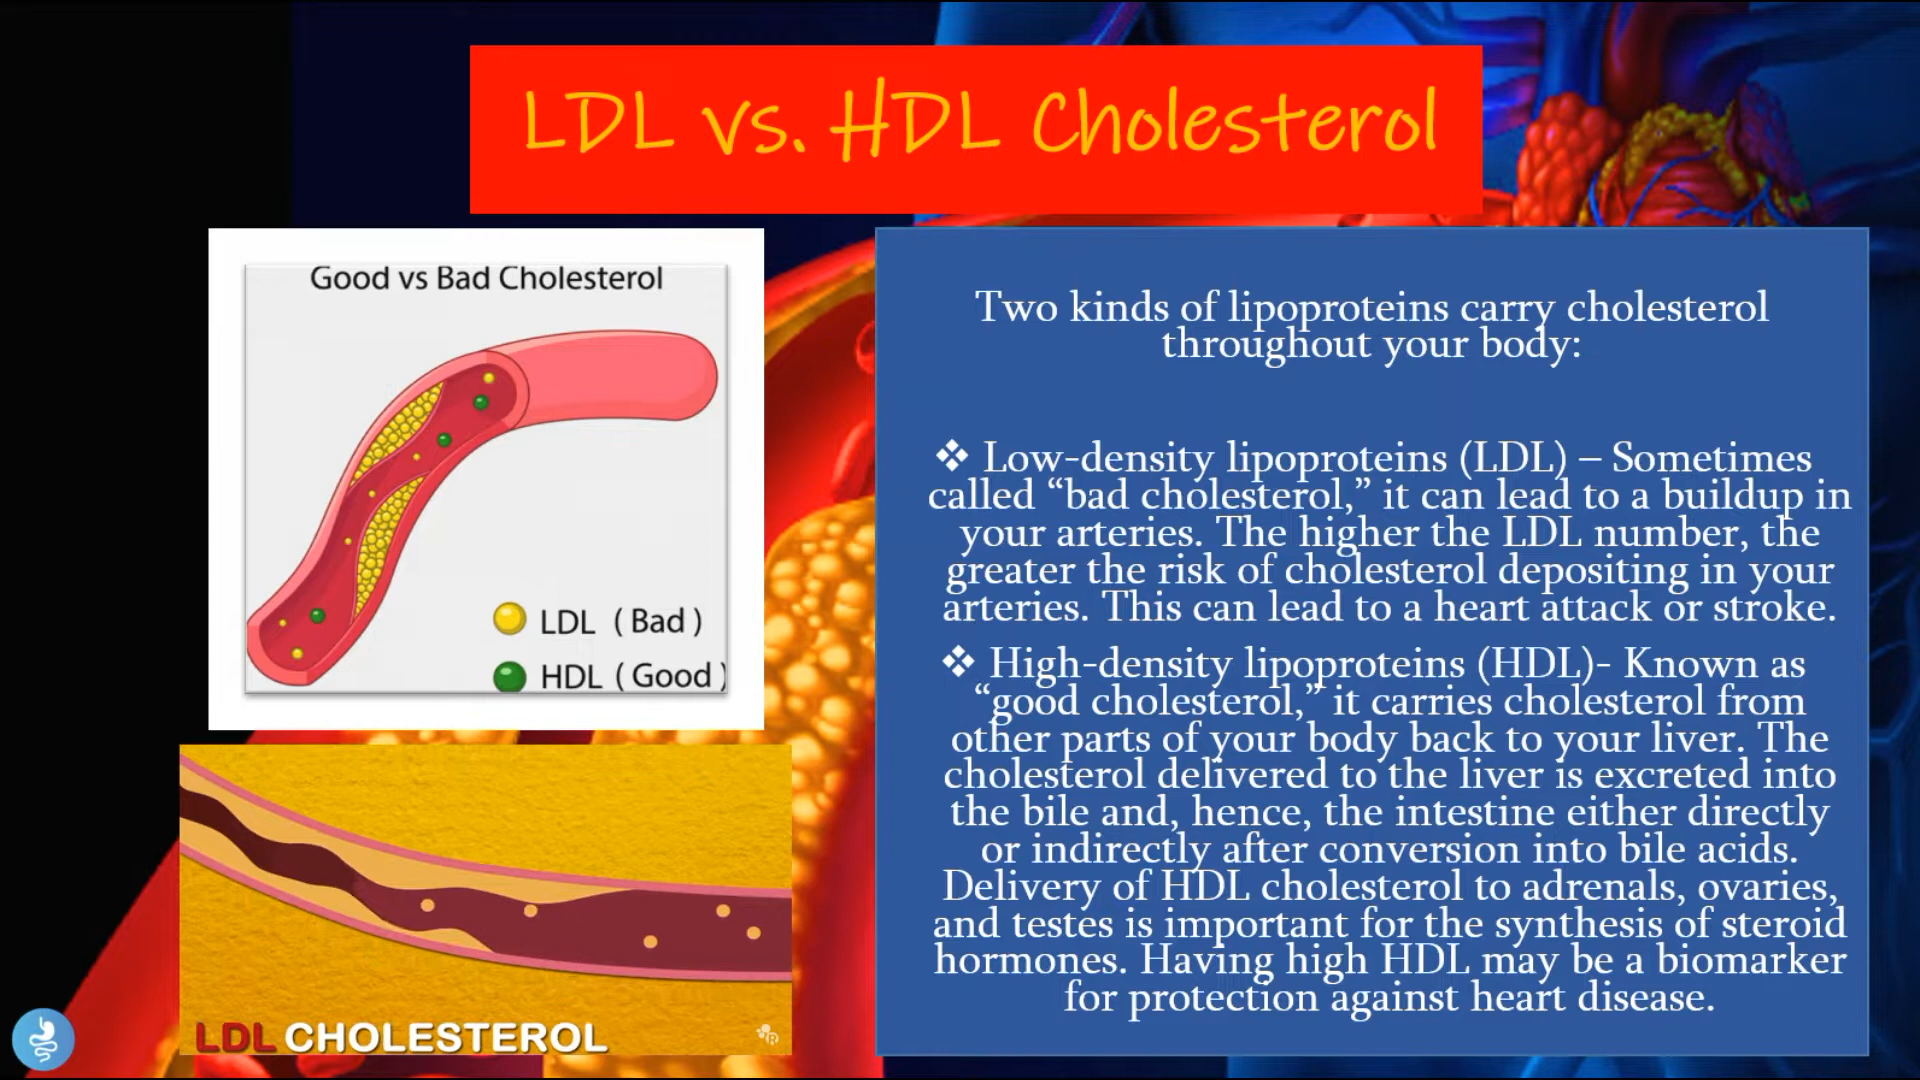 LDL vs. HDL Cholesterol
Good vs Bad Cholesterol
LDL ( Bad )
HDL ( Good )
LDL CHOLESTEROL
Two kinds of lipoproteins carry cholesterol
throughout your body:
❖ Low-density lipoproteins (LDL) – Sometimes
called “bad cholesterol,” it can lead to a buildup in
your arteries. The higher the LDL number, the
greater the risk of cholesterol depositing in your
arteries. This can lead to a heart attack or stroke.
❖ High-density lipoproteins (HDL)- Known as
“good cholesterol,” it carries cholesterol from
other parts of your body back to your liver. The
cholesterol delivered to the liver is excreted into
the bile and, hence, the intestine either directly
or indirectly after conversion into bile acids.
Delivery of HDL cholesterol to adrenals, ovaries,
and testes is important for the synthesis of steroid
hormones. Having high HDL may be a biomarker
for protection against heart disease.